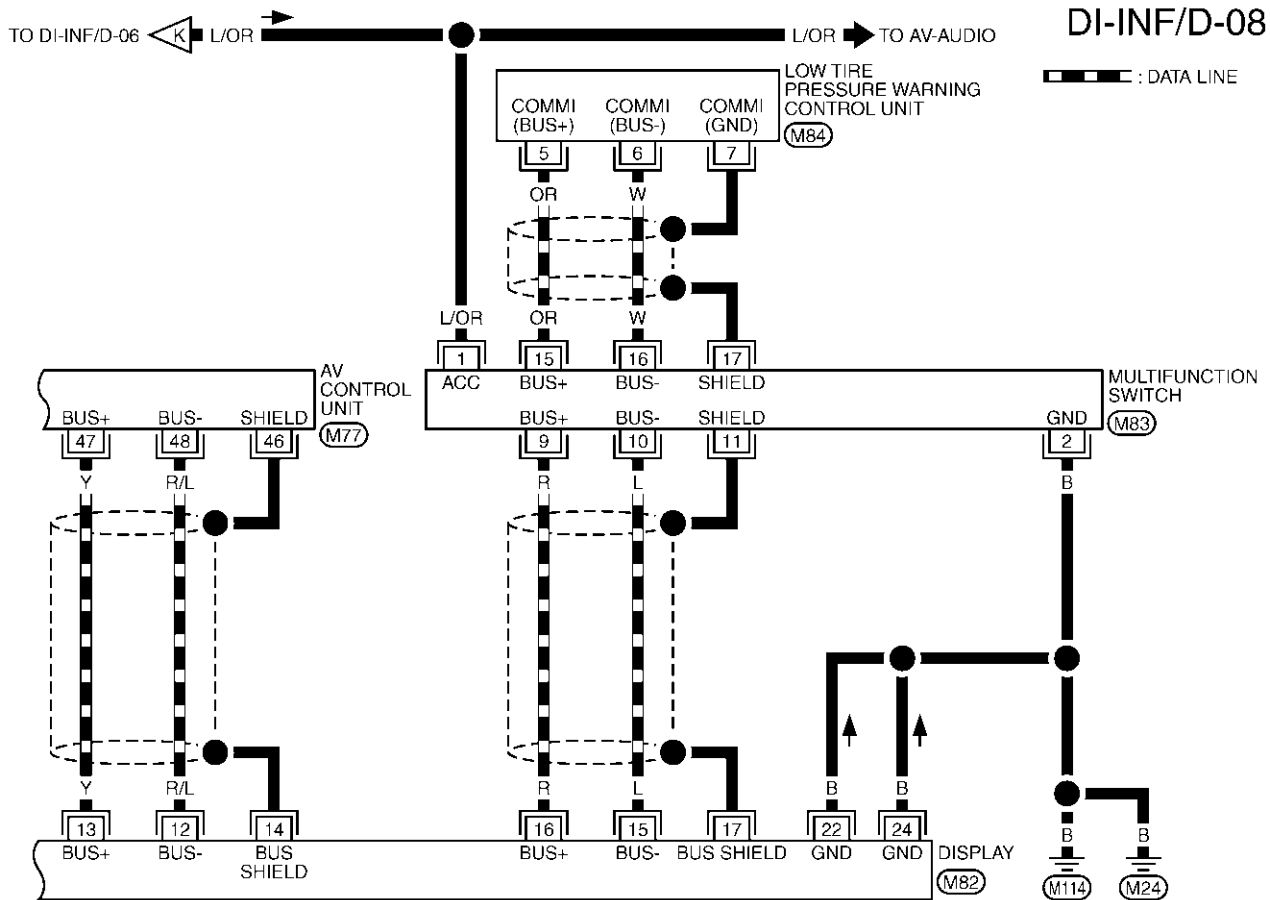 DI-INF/D-08
TO DI-INF/D-06 K L/OR L/OR TO AV-AUDIO
: DATA LINE
LOW TIRE
PRESSURE WARNING
CONTROL UNIT
M84
COMMI
(BUS+)
COMMI
(BUS-)
COMMI
(GND)
5 6 7
OR W
L/OR OR W
1 15 16 17
ACC BUS+ BUS- SHIELD
MULTIFUNCTION
SWITCH
M83
BUS+ BUS- SHIELD GND
9 10 11 2
AV
CONTROL
UNIT
M77
BUS+ BUS- SHIELD
47 48 46
Y R/L R L B
Y R/L R L B B B B
13 12 14 16 15 17 22 24
BUS+ BUS- BUS
SHIELD
BUS+ BUS- BUS SHIELD GND GND
DISPLAY
M82
M114 M24